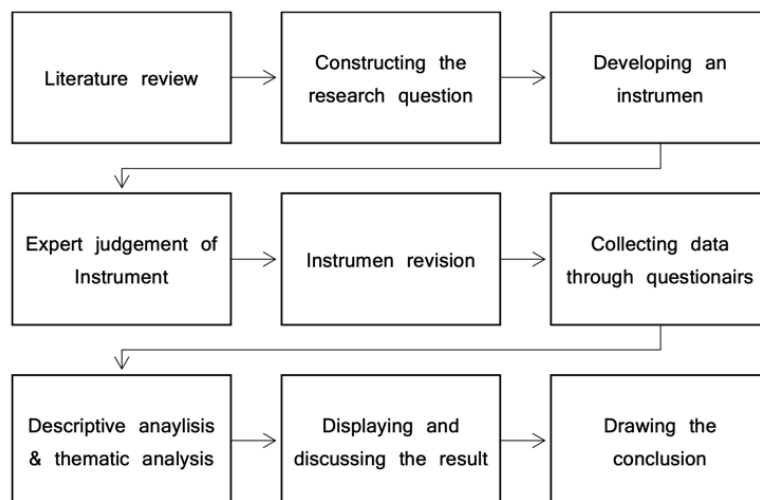 Literature review
Constructing the
research question
Developing an
instrumen
Expert judgement of
Instrument
Instrumen revision
Collecting data
through questionairs
Descriptive anaylisis
& thematic analysis
Displaying and
discussing the result
Drawing the
conclusion